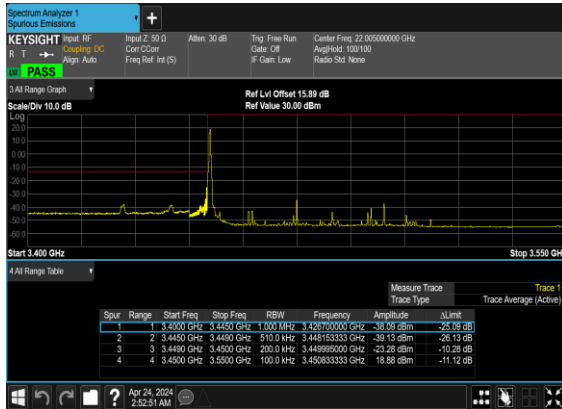 Spectrum Analyzer 1
Spurious Emissions
+
KEYSIGHT Input: RF Input Z: 50 Ω Atten: 30 dB Trig: Free Run Center Freq: 22.005000000 GHz
R T Coupling: DC Corr CCorr Gate: Off Avg|Hold: 100/100
Align: Auto Freq Ref: Int (S) IF Gain: Low Radio Std: None
LVI PASS
3 All Range Graph
Ref Lvl Offset 15.89 dB
Scale/Div 10.0 dB Ref Value 30.00 dBm
Log
20.0
10.0
0.00
-10.0
-20.0
-30.0
-40.0
-50.0
-60.0
Start 3.400 GHz Stop 3.550 GH
4 All Range Table
Measure Trace Trace 1
Trace Type Trace Average (Active)
Spur Range Start Freq Stop Freq RBW Frequency Amplitude ΔLimit
1 1 3.4000 GHz 3.4450 GHz 1.000 MHz 3.426700000 GHz -38.09 dBm -25.09 dB
2 2 3.4450 GHz 3.4490 GHz 510.0 kHz 3.448153333 GHz -39.13 dBm -26.13 dB
3 3 3.4490 GHz 3.4500 GHz 200.0 kHz 3.449995000 GHz -23.28 dBm -10.28 dB
4 4 3.4500 GHz 3.5500 GHz 100.0 kHz 3.450833333 GHz 18.88 dBm -11.12 dB
? Apr 24, 2024
2:52:51 AM